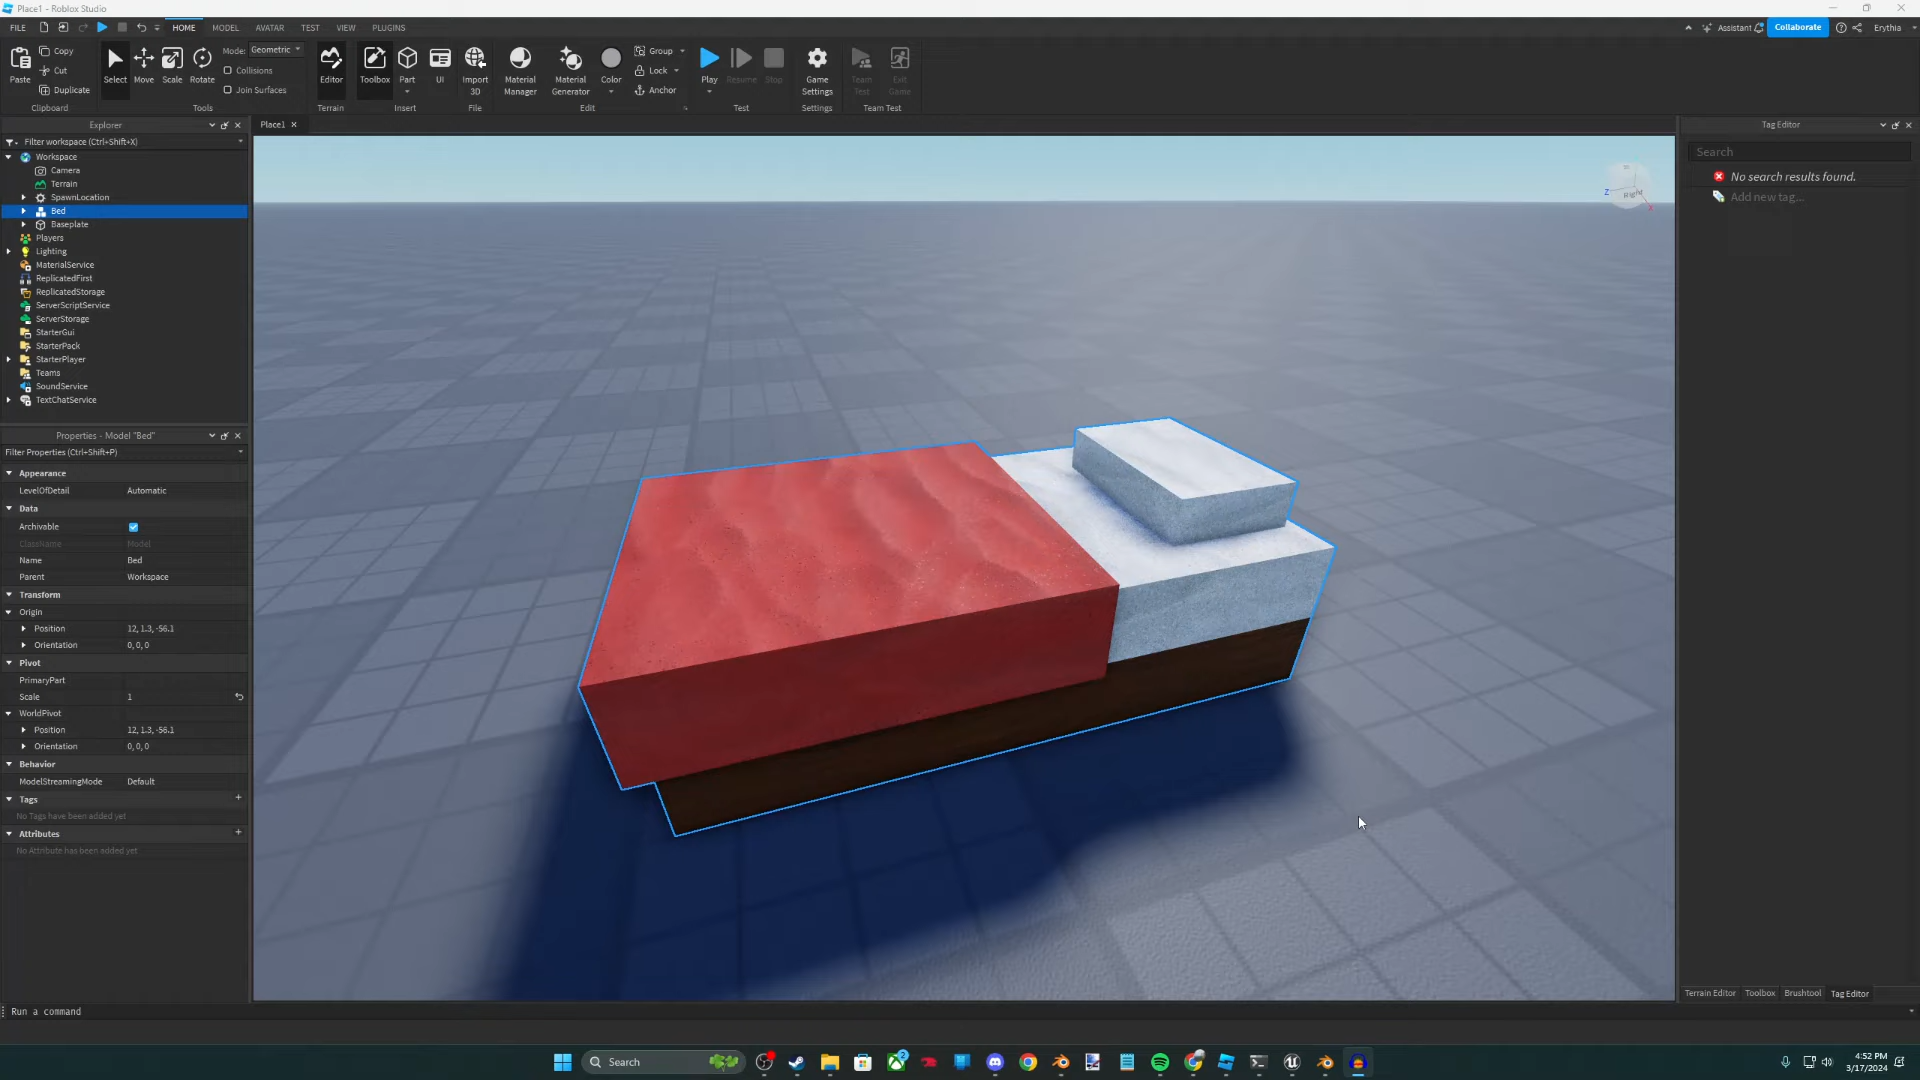 Place1 - Roblox Studio
FILE
HOME
MODEL
AVATAR
TEST
VIEW
PLUGINS
Assistant
Collaborate
Erythia
Paste
Copy
Cut
Duplicate
Clipboard
Select
Move
Scale
Rotate
Mode: Geometric
Collisions
Join Surfaces
Tools
Editor
Terrain
Toolbox
Part
UI
Insert
Import
3D
File
Material
Manager
Material
Generator
Color
Group
Lock
Anchor
Edit
Play
Resume
Stop
Test
Game
Settings
Settings
Team
Test
Exit
Game
Team Test
Explorer
Filter workspace (Ctrl+Shift+X)
Workspace
Camera
Terrain
SpawnLocation
Bed
Baseplate
Players
Lighting
MaterialService
ReplicatedFirst
ReplicatedStorage
ServerScriptService
ServerStorage
StarterGui
StarterPack
StarterPlayer
Teams
SoundService
TextChatService
Properties - Model "Bed"
Filter Properties (Ctrl+Shift+P)
Appearance
LevelOfDetail Automatic
Data
Archivable
ClassName Model
Name Bed
Parent Workspace
Transform
Origin
Position 12, 1.3, -56.1
Orientation 0, 0, 0
Pivot
PrimaryPart
Scale 1
WorldPivot
Position 12, 1.3, -56.1
Orientation 0, 0, 0
Behavior
ModelStreamingMode Default
Tags
No Tags have been added yet
Attributes
No Attribute has been added yet
Place1
Z
Right
X
Tag Editor
Search
No search results found.
Add new tag...
Terrain Editor
Toolbox
Brushtool
Tag Editor
Run a command
Search
2
4:52 PM
3/17/2024